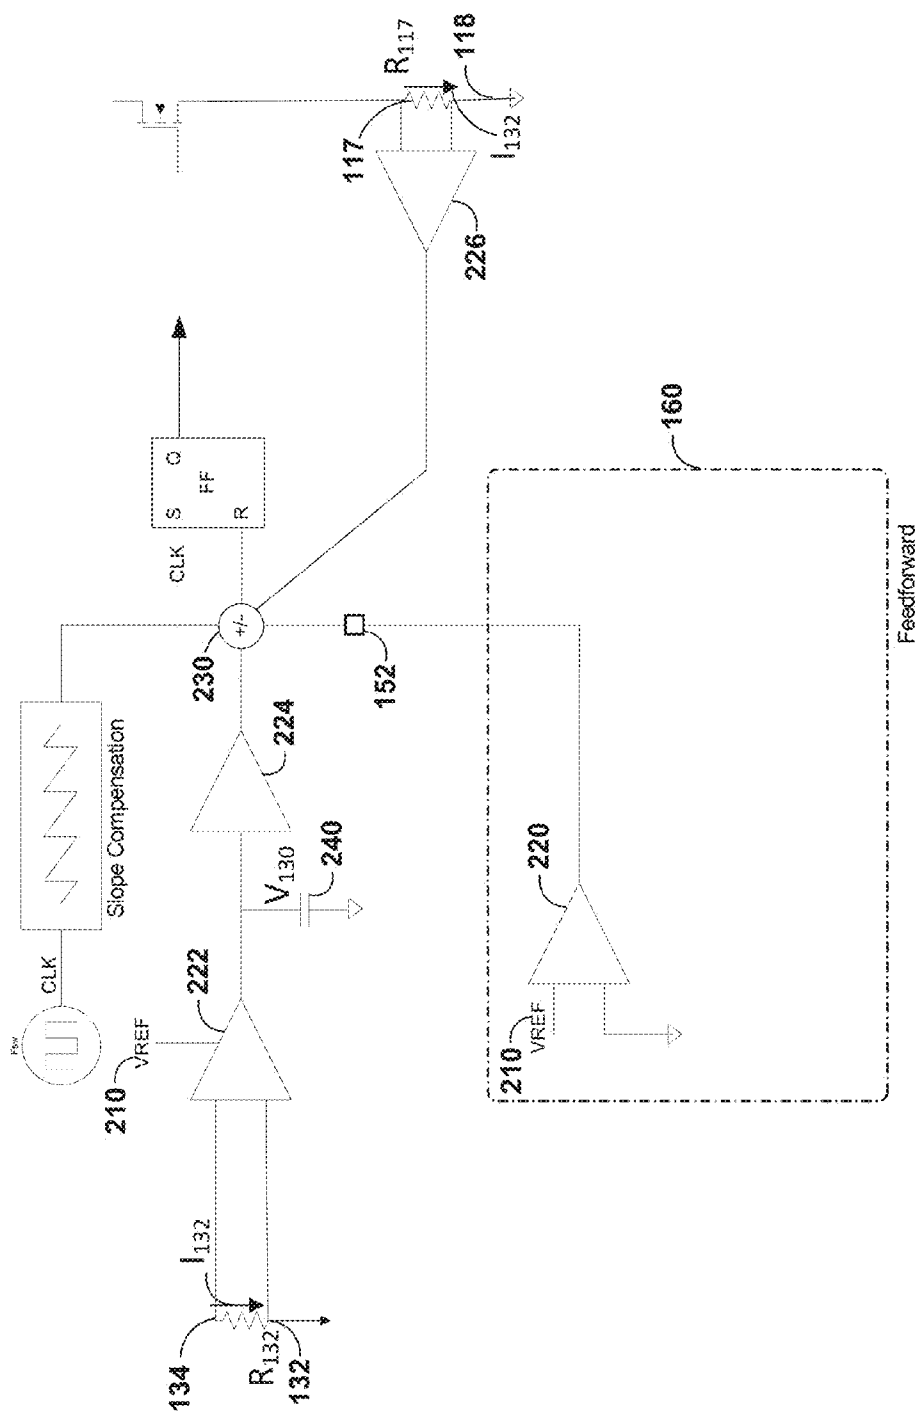 Fsw
CLK
Slope Compensation
210
VREF
134
I132
222
230
CLK
S
Q
FF
R
+/-
R132
132
V130
224
240
117
R117
152
118
226
I132
210
VREF
220
160
Feedforward